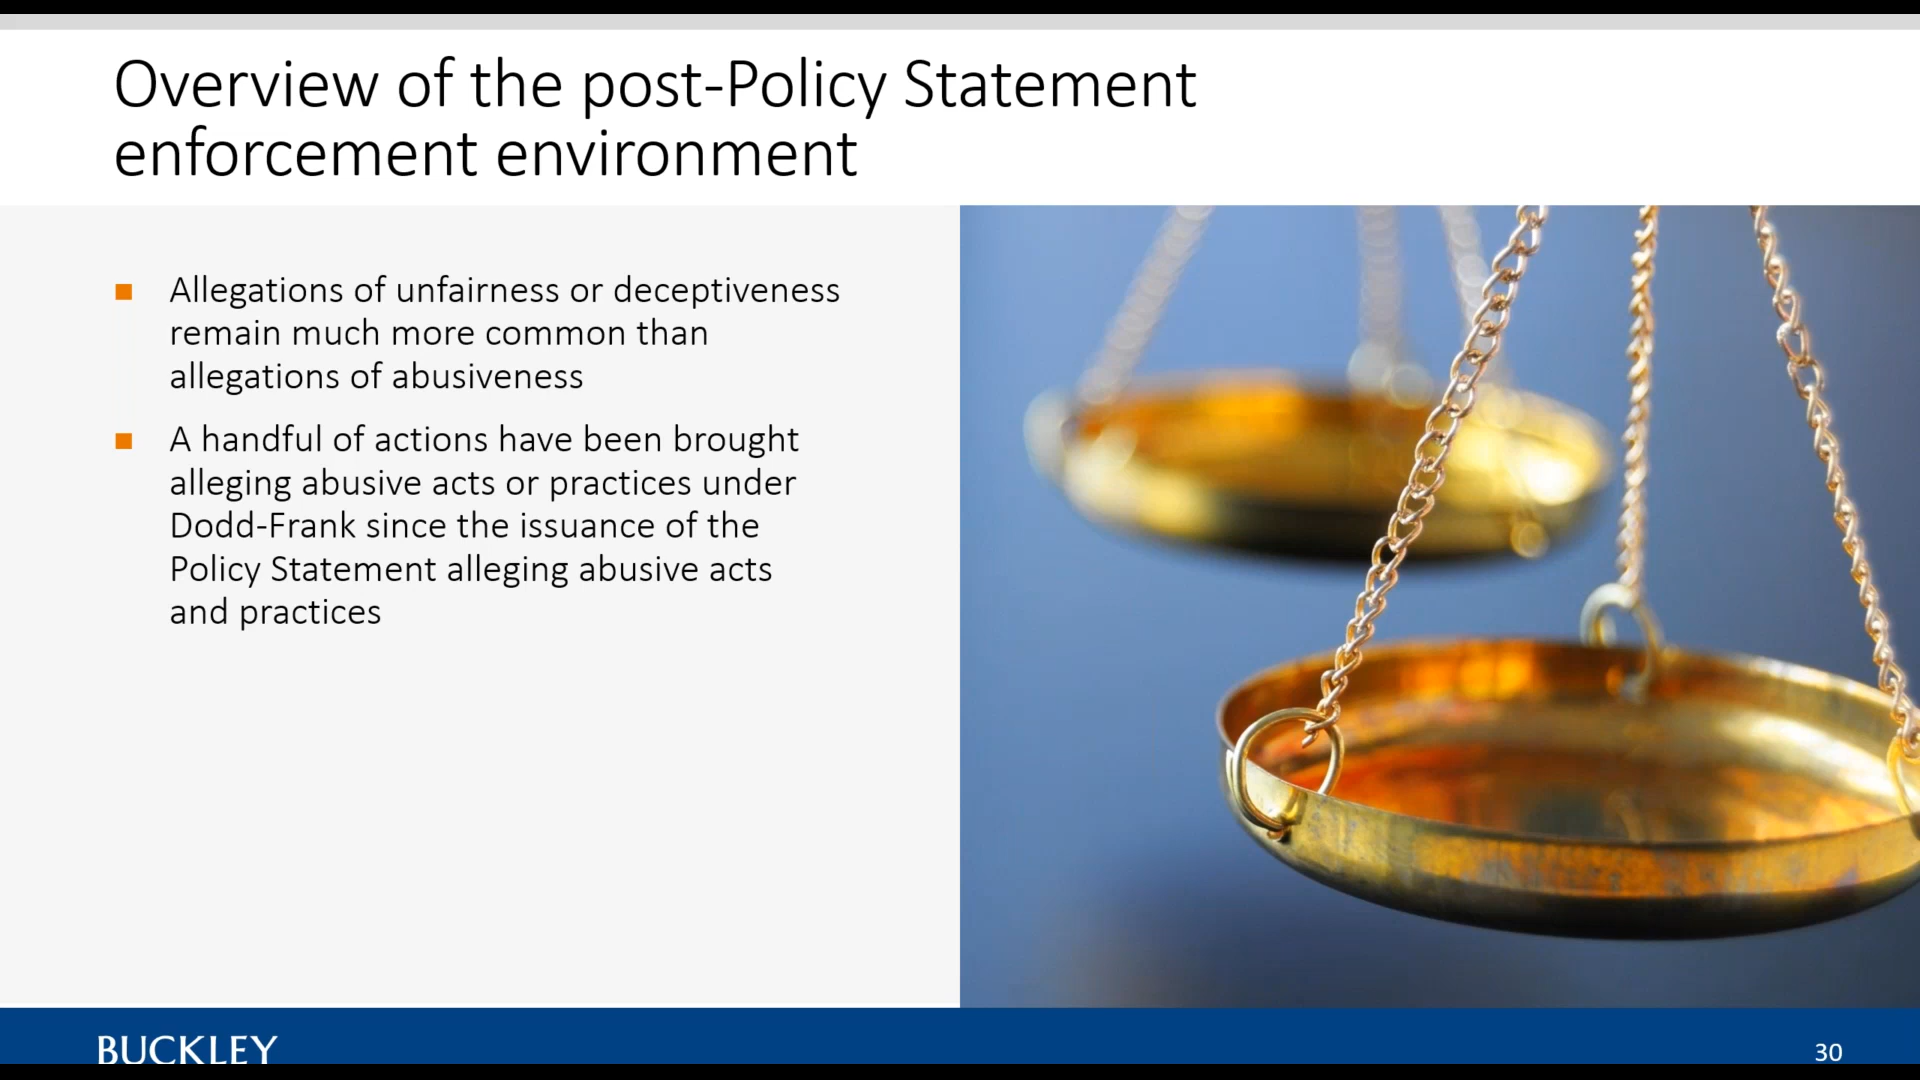 Overview of the post-Policy Statement
enforcement environment
Allegations of unfairness or deceptiveness
remain much more common than
allegations of abusiveness
A handful of actions have been brought
alleging abusive acts or practices under
Dodd-Frank since the issuance of the
Policy Statement alleging abusive acts
and practices
BUCKLEY
30